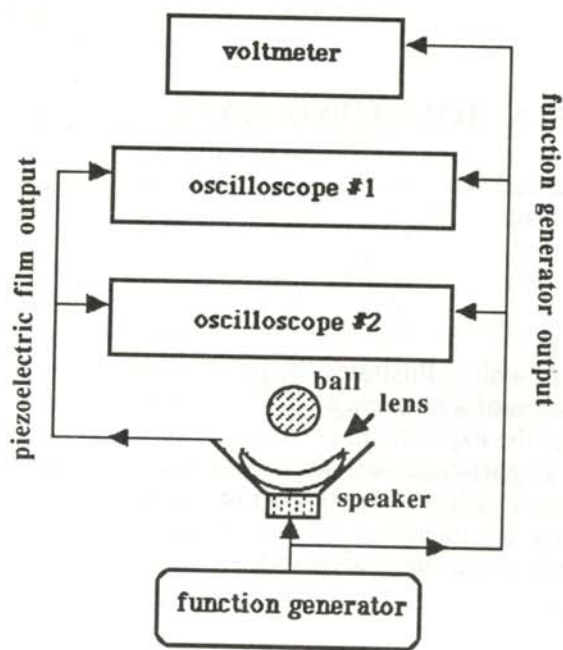 voltmeter
oscilloscope #1
oscilloscope #2
ball
lens
speaker
function generator
piezoelectric film output
function generator output